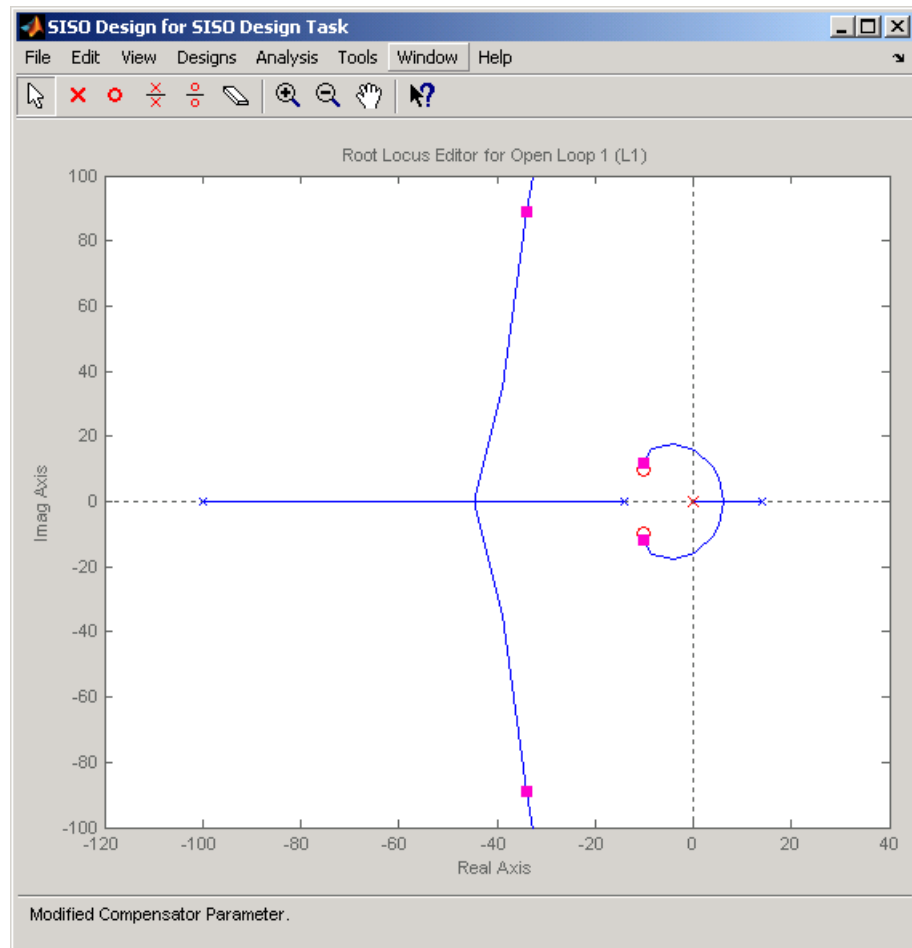 SISO Design for SISO Design Task
File Edit View Designs Analysis Tools Window Help
Root Locus Editor for Open Loop 1 (L1)
100
80
60
40
20
0
-20
-40
-60
-80
-100
Imag Axis
-120 -100 -80 -60 -40 -20 0 20 40
Real Axis
Modified Compensator Parameter.